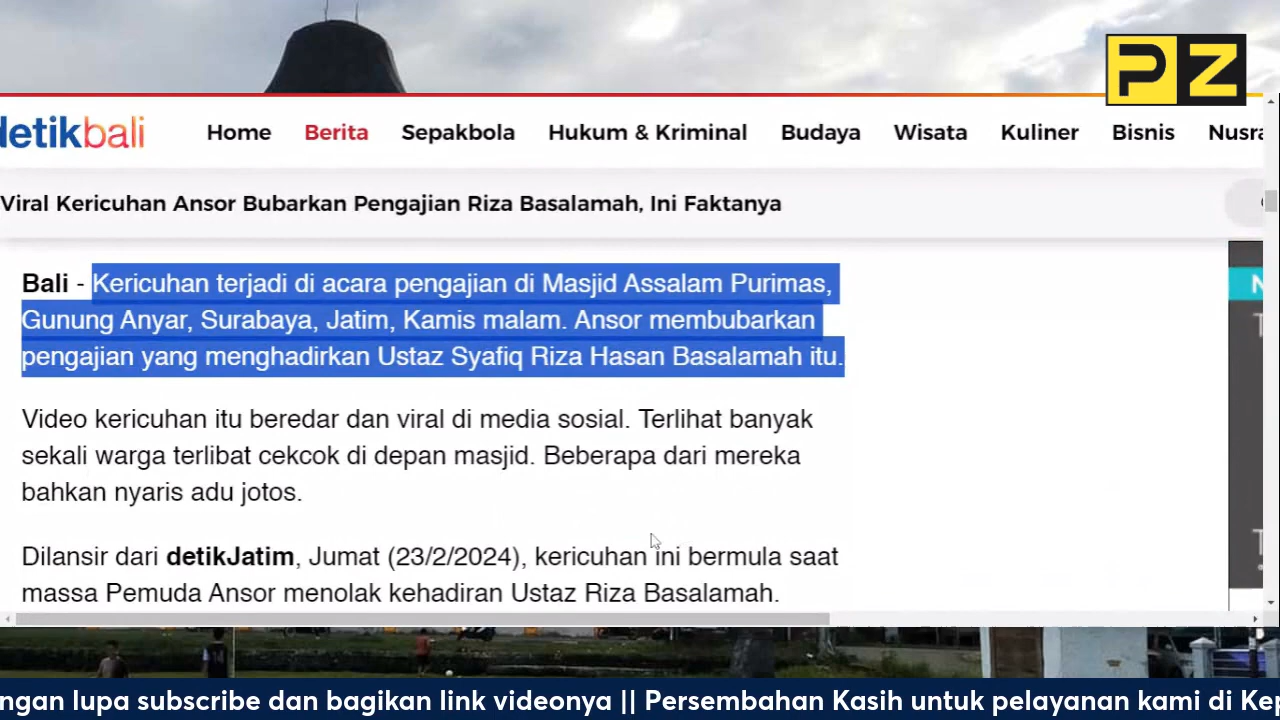 PZ
detikbali
Home Berita Sepakbola Hukum & Kriminal Budaya Wisata Kuliner Bisnis
Viral Kericuhan Ansor Bubarkan Pengajian Riza Basalamah, Ini Faktanya
Bali - Kericuhan terjadi di acara pengajian di Masjid Assalam Purimas,
Gunung Anyar, Surabaya, Jatim, Kamis malam. Ansor membubarkan
pengajian yang menghadirkan Ustaz Syafiq Riza Hasan Basalamah itu.
Video kericuhan itu beredar dan viral di media sosial. Terlihat banyak
sekali warga terlibat cekcok di depan masjid. Beberapa dari mereka
bahkan nyaris adu jotos.
Dilansir dari detikJatim, Jumat (23/2/2024), kericuhan ini bermula saat
massa Pemuda Ansor menolak kehadiran Ustaz Riza Basalamah.
ngan lupa subscribe dan bagikan link videonya || Persembahan Kasih untuk pelayanan kami di Kep